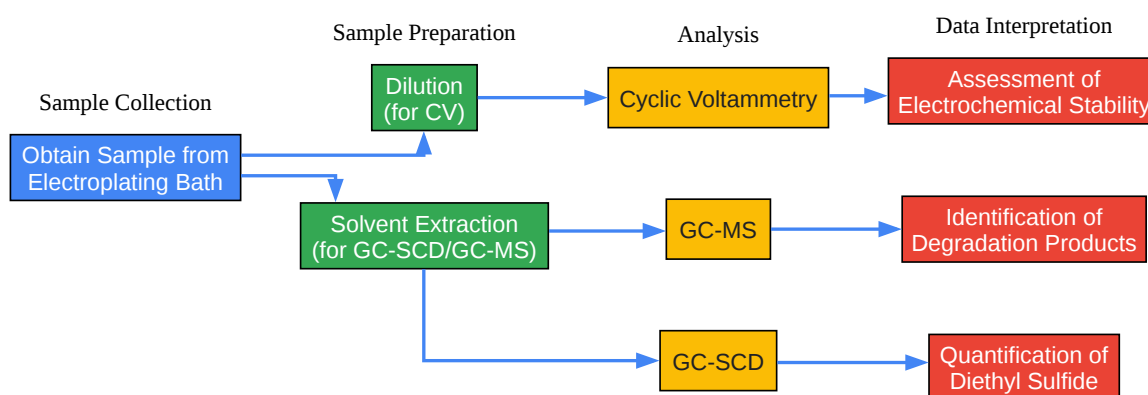 Sample Collection
Sample Preparation
Analysis
Data Interpretation
Obtain Sample from
Electroplating Bath
Dilution
(for CV)
Cyclic Voltammetry
Assessment of
Electrochemical Stability
Solvent Extraction
(for GC-SCD/GC-MS)
GC-MS
Identification of
Degradation Products
GC-SCD
Quantification of
Diethyl Sulfide